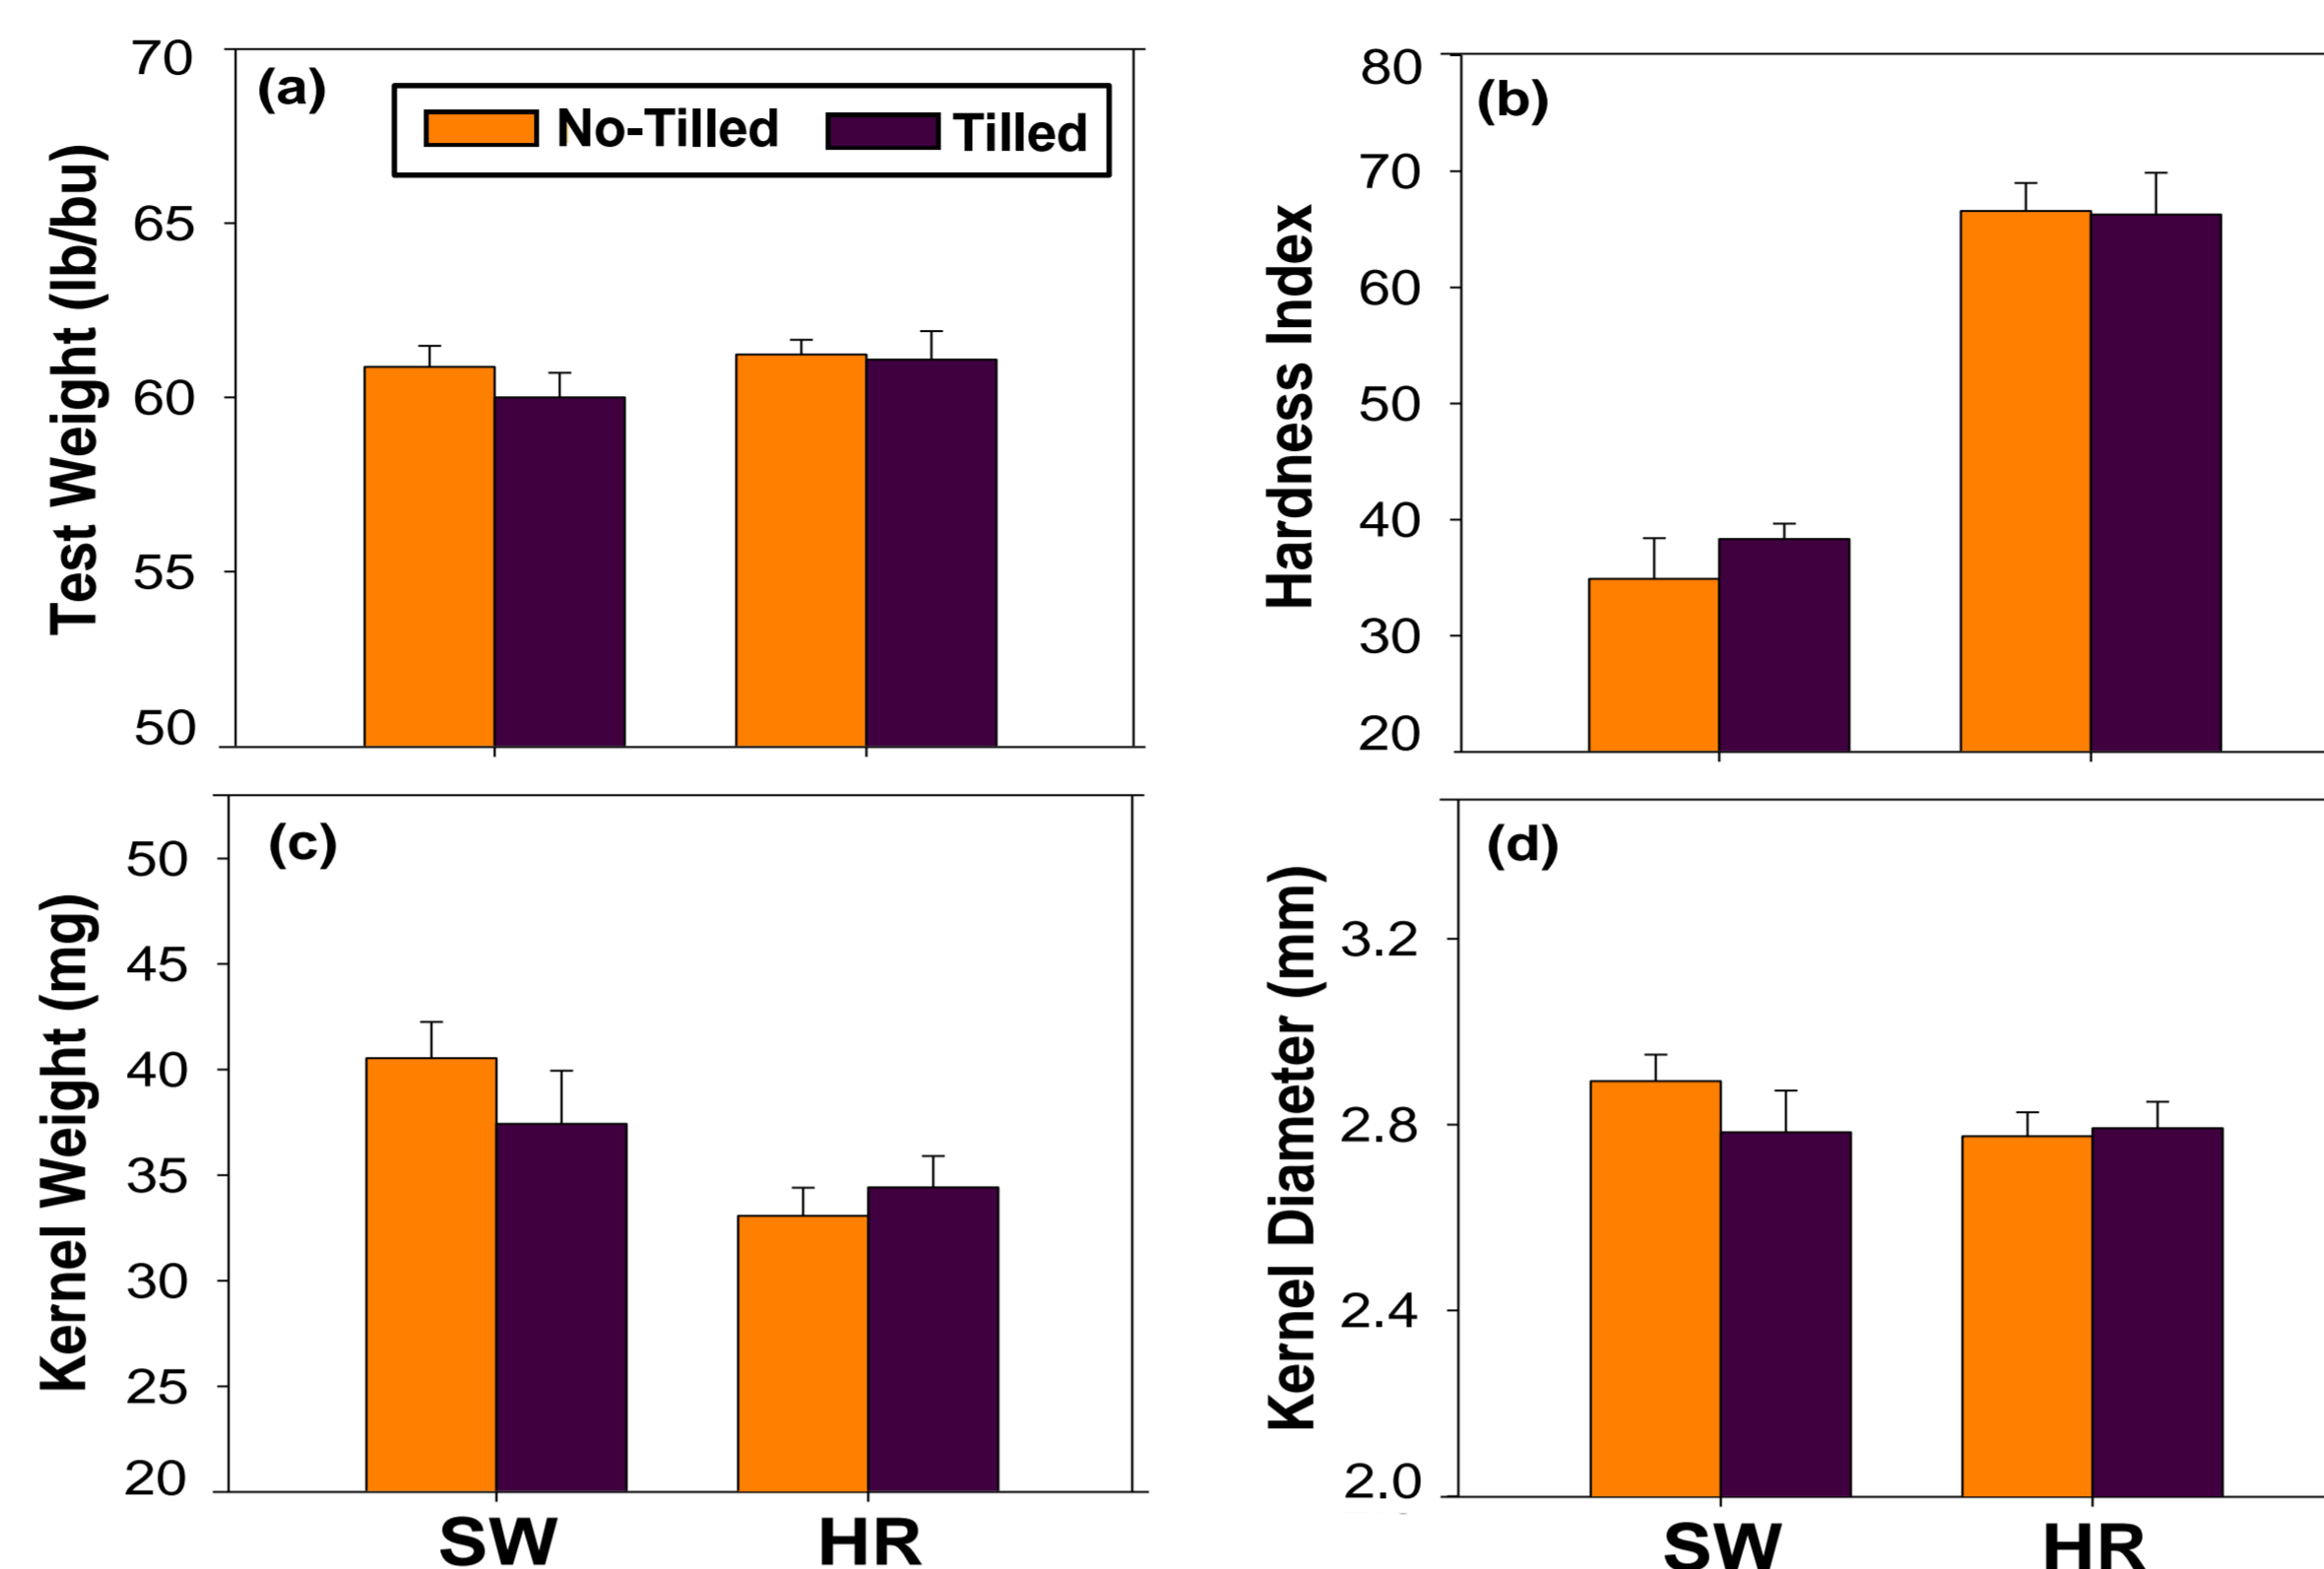 (a)
No-Tilled
Tilled
Test Weight (lb/bu)
70
65
60
55
50
(b)
Hardness Index
80
70
60
50
40
30
20
(c)
Kernel Weight (mg)
50
45
40
35
30
25
20
SW
HR
(d)
Kernel Diameter (mm)
3.2
2.8
2.4
2.0
SW
HR